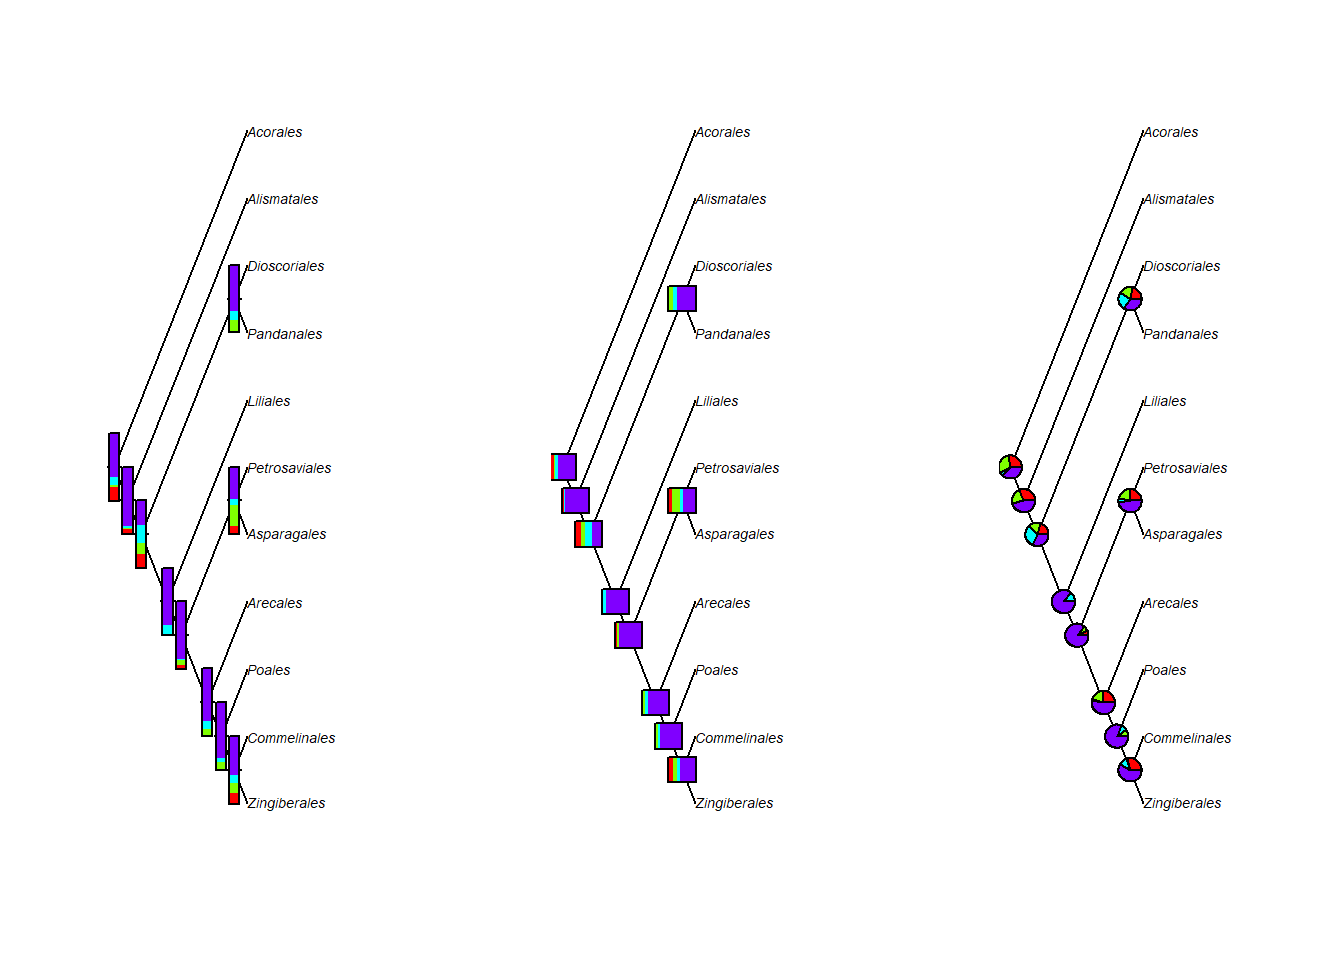 Acorales
Alismatales
Dioscoriales
Pandanales
Liliales
Petrosaviales
Asparagales
Arecales
Poales
Commelinales
Zingiberales
Acorales
Alismatales
Dioscoriales
Pandanales
Liliales
Petrosaviales
Asparagales
Arecales
Poales
Commelinales
Zingiberales
Acorales
Alismatales
Dioscoriales
Pandanales
Liliales
Petrosaviales
Asparagales
Arecales
Poales
Commelinales
Zingiberales